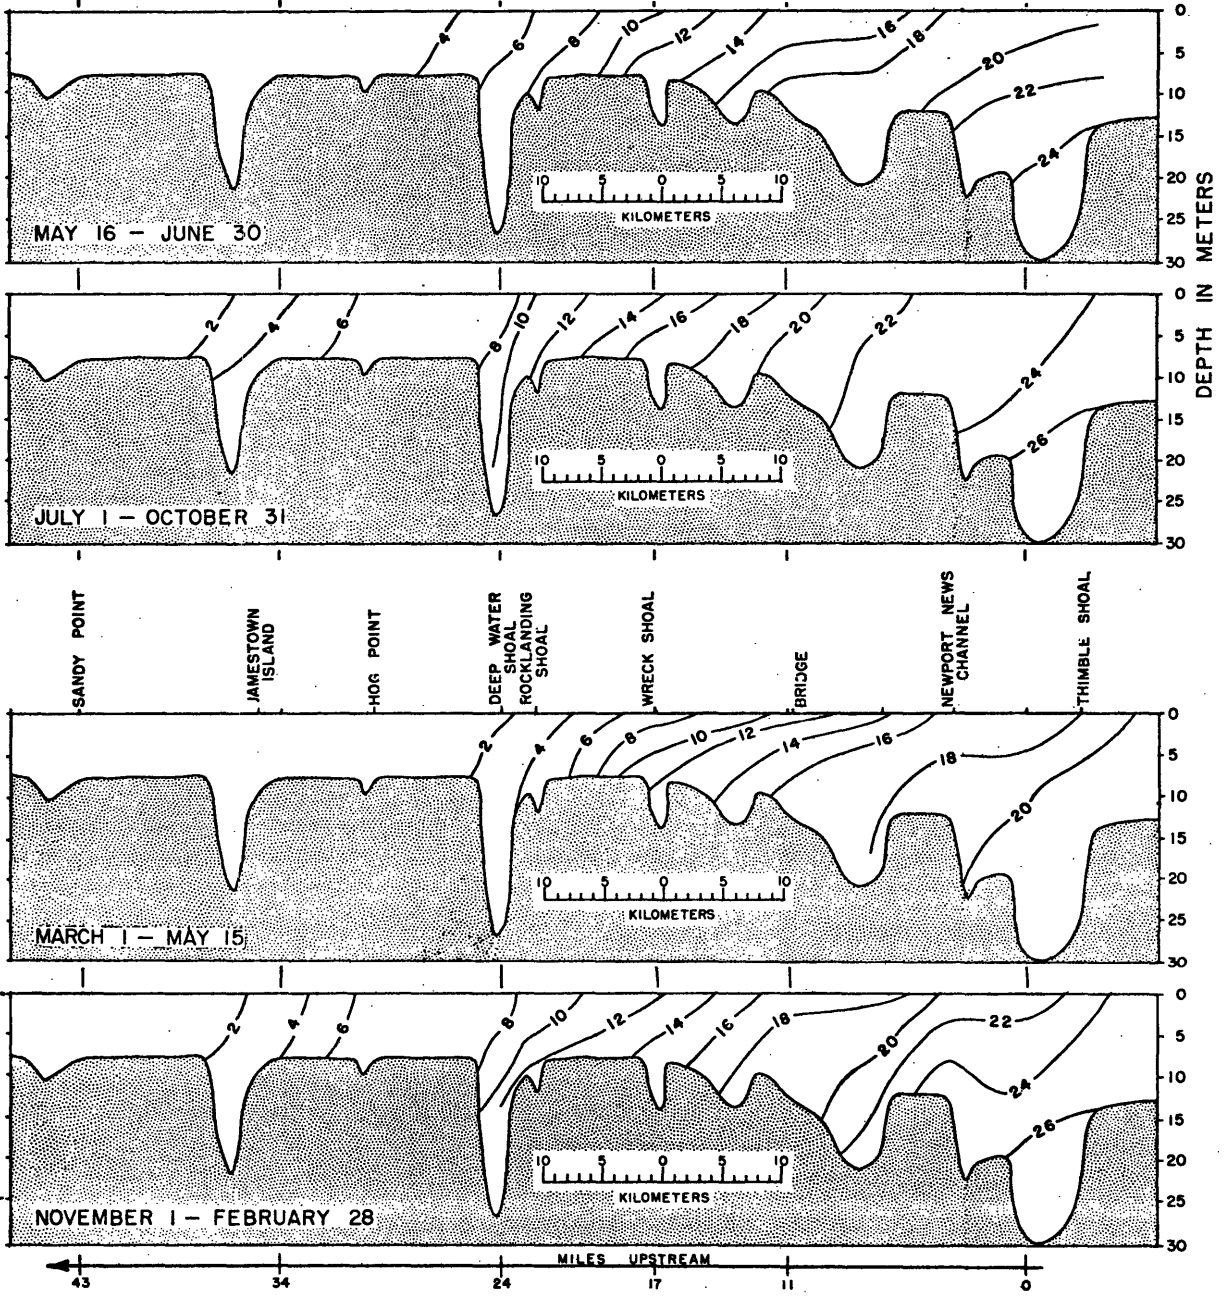 4 6 8 10 12 14 16 18 20 22 24
0
5
10
15
20
25
30
10 5 0 5 10
KILOMETERS
MAY 16 – JUNE 30
2 4 6 8 10 12 14 16 18 20 22 24 26
0
5
10
15
20
25
30
10 5 0 5 10
KILOMETERS
JULY 1 – OCTOBER 31
DEPTH IN METERS
SANDY POINT
JAMESTOWN
ISLAND
HOG POINT
DEEP WATER
SHOAL
ROCKLANDING
SHOAL
WRECK SHOAL
BRIDGE
NEWPORT NEWS
CHANNEL
THIMBLE SHOAL
2 4 6 8 10 12 14 16 18 20
0
5
10
15
20
25
30
10 5 0 5 10
KILOMETERS
MARCH 1 – MAY 15
2 4 6 8 10 12 14 16 18 20 22 24 26
0
5
10
15
20
25
30
10 5 0 5 10
KILOMETERS
NOVEMBER 1 – FEBRUARY 28
MILES UPSTREAM
43 34 24 17 11 0